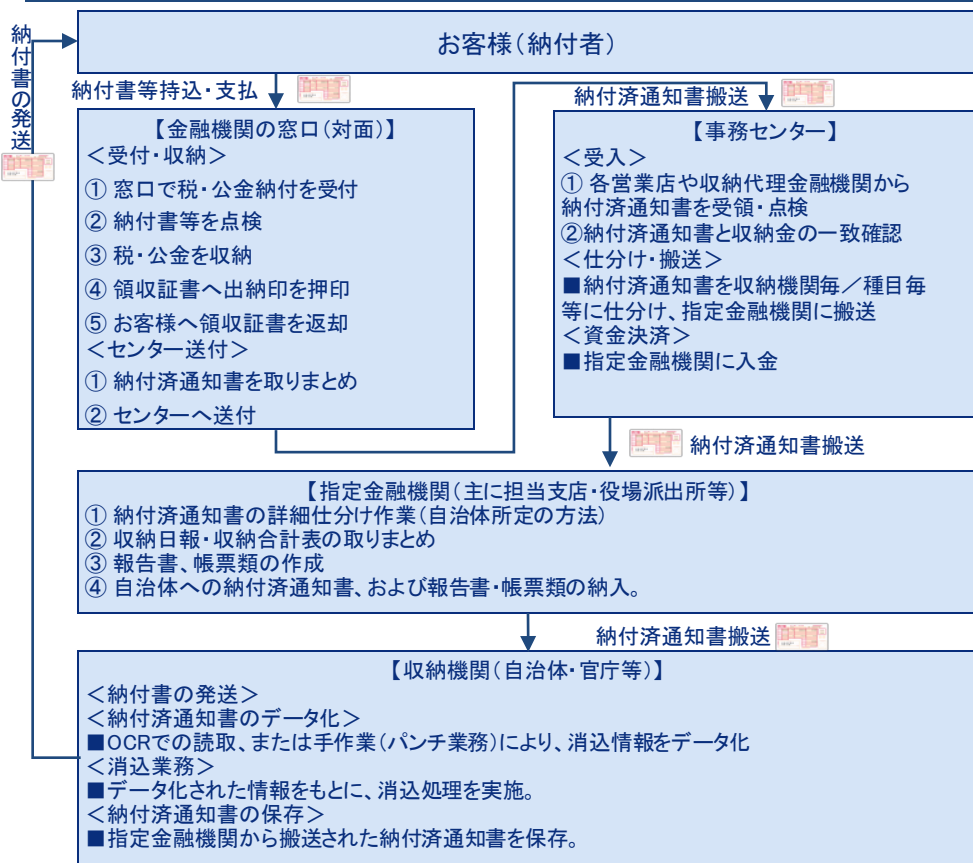 納付書の発送
お客様（納付者）
納付書等持込・支払
納付済通知書搬送
【金融機関の窓口（対面）】
＜受付・収納＞
① 窓口で税・公金納付を受付
② 納付書等を点検
③ 税・公金を収納
④ 領収証書へ出納印を押印
⑤ お客様へ領収証書を返却
＜センター送付＞
① 納付済通知書を取りまとめ
② センターへ送付
【事務センター】
＜受入＞
① 各営業店や収納代理金融機関から
納付済通知書を受領・点検
②納付済通知書と収納金の一致確認
＜仕分け・搬送＞
■納付済通知書を収納機関毎／種目毎
等に仕分け、指定金融機関に搬送
＜資金決済＞
■指定金融機関に入金
納付済通知書搬送
【指定金融機関（主に担当支店・役場派出所等）】
① 納付済通知書の詳細仕分け作業（自治体所定の方法）
② 収納日報・収納合計表の取りまとめ
③ 報告書、帳票類の作成
④ 自治体への納付済通知書、および報告書・帳票類の納入。
納付済通知書搬送
【収納機関（自治体・官庁等）】
＜納付書の発送＞
＜納付済通知書のデータ化＞
■OCRでの読取、または手作業（パンチ業務）により、消込情報をデータ化
＜消込業務＞
■データ化された情報をもとに、消込処理を実施。
＜納付済通知書の保存＞
■指定金融機関から搬送された納付済通知書を保存。